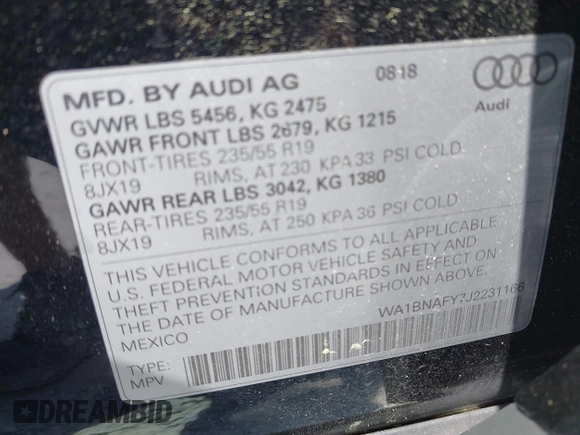 MFD. BY AUDI AG 08 18
Audi
GVWR LBS 5456, KG 2475
GAWR FRONT LBS 2679, KG 1215
FRONT-TIRES 235/55 R19
8JX19 RIMS, AT 230 KPA 33 PSI COLD
GAWR REAR LBS 3042, KG 1380
REAR-TIRES 235/55 R19
8JX19 RIMS, AT 250 KPA 36 PSI COLD
THIS VEHICLE CONFORMS TO ALL APPLICABLE
U.S. FEDERAL MOTOR VEHICLE SAFETY AND
THEFT PREVENTION STANDARDS IN EFFECT ON
THE DATE OF MANUFACTURE SHOWN ABOVE.
MEXICO WA1BNAFY7J2231166
TYPE:
MPV
DREAMBID